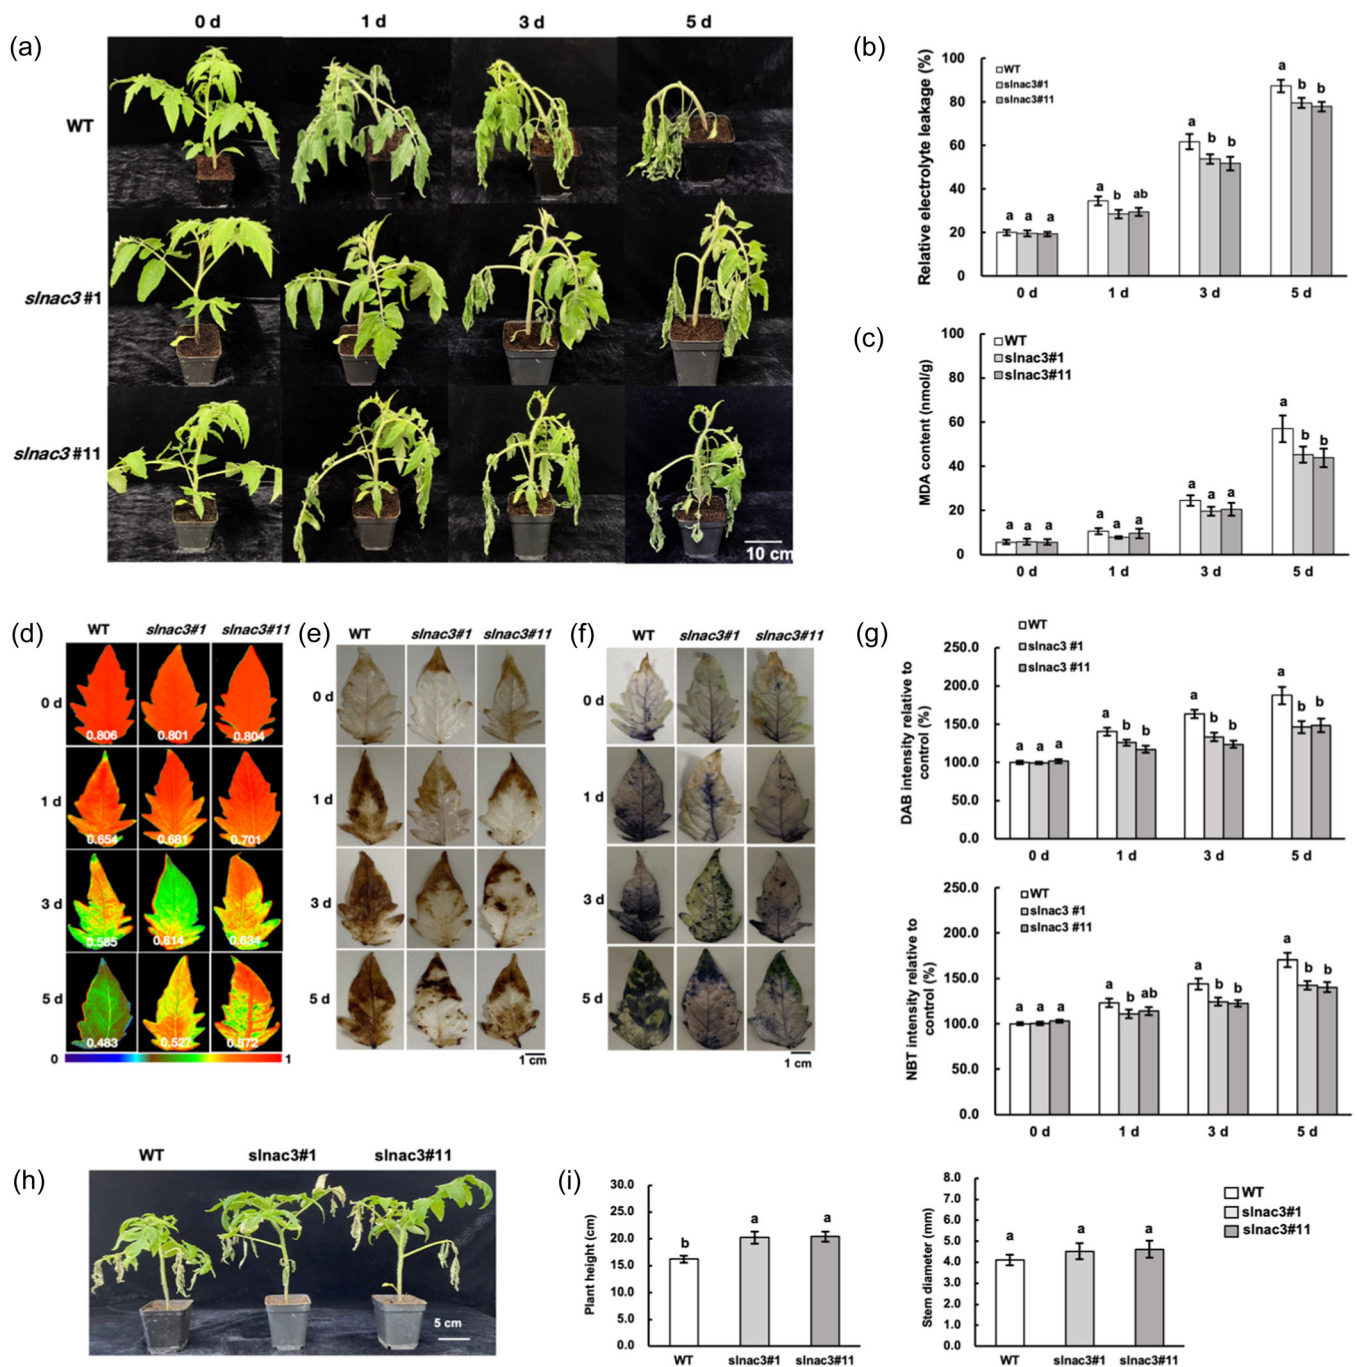 0 d 1 d 3 d 5 d
(a)
WT
slnac3 #1
slnac3 #11
10 cm
(b)
Relative electrolyte leakage (%)
100
80
60
40
20
0
WT
slnac3#1
slnac3#11
a a a
a b ab
a b b
a b b
0 d 1 d 3 d 5 d
(c)
MDA content (nmol/g)
100
80
60
40
20
0
WT
slnac3#1
slnac3#11
a a a
a a a
a a a
a b b
0 d 1 d 3 d 5 d
(d)
WT slnac3#1 slnac3#11
0 d
0.806 0.801 0.804
1 d
0.654 0.681 0.701
3 d
0.585 0.614 0.634
5 d
0.483 0.527 0.572
0 1
(e)
WT slnac3#1 slnac3#11
0 d
1 d
3 d
5 d
1 cm
(f)
WT slnac3#1 slnac3#11
0 d
1 d
3 d
5 d
1 cm
(g)
DAB intensity relative to
control (%)
250.0
200.0
150.0
100.0
50.0
0.0
WT
slnac3 #1
slnac3 #11
a a a
a b b
a b b
a b b
0 d 1 d 3 d 5 d
NBT intensity relative to
control (%)
250.0
200.0
150.0
100.0
50.0
0.0
WT
slnac3 #1
slnac3 #11
a a a
a b ab
a b b
a b b
0 d 1 d 3 d 5 d
(h)
WT slnac3#1 slnac3#11
5 cm
(i)
Plant height (cm)
30.0
25.0
20.0
15.0
10.0
5.0
0.0
b a a
WT slnac3#1 slnac3#11
Stem diameter (mm)
8.0
7.0
6.0
5.0
4.0
3.0
2.0
1.0
0.0
a a a
WT slnac3#1 slnac3#11
WT
slnac3#1
slnac3#11